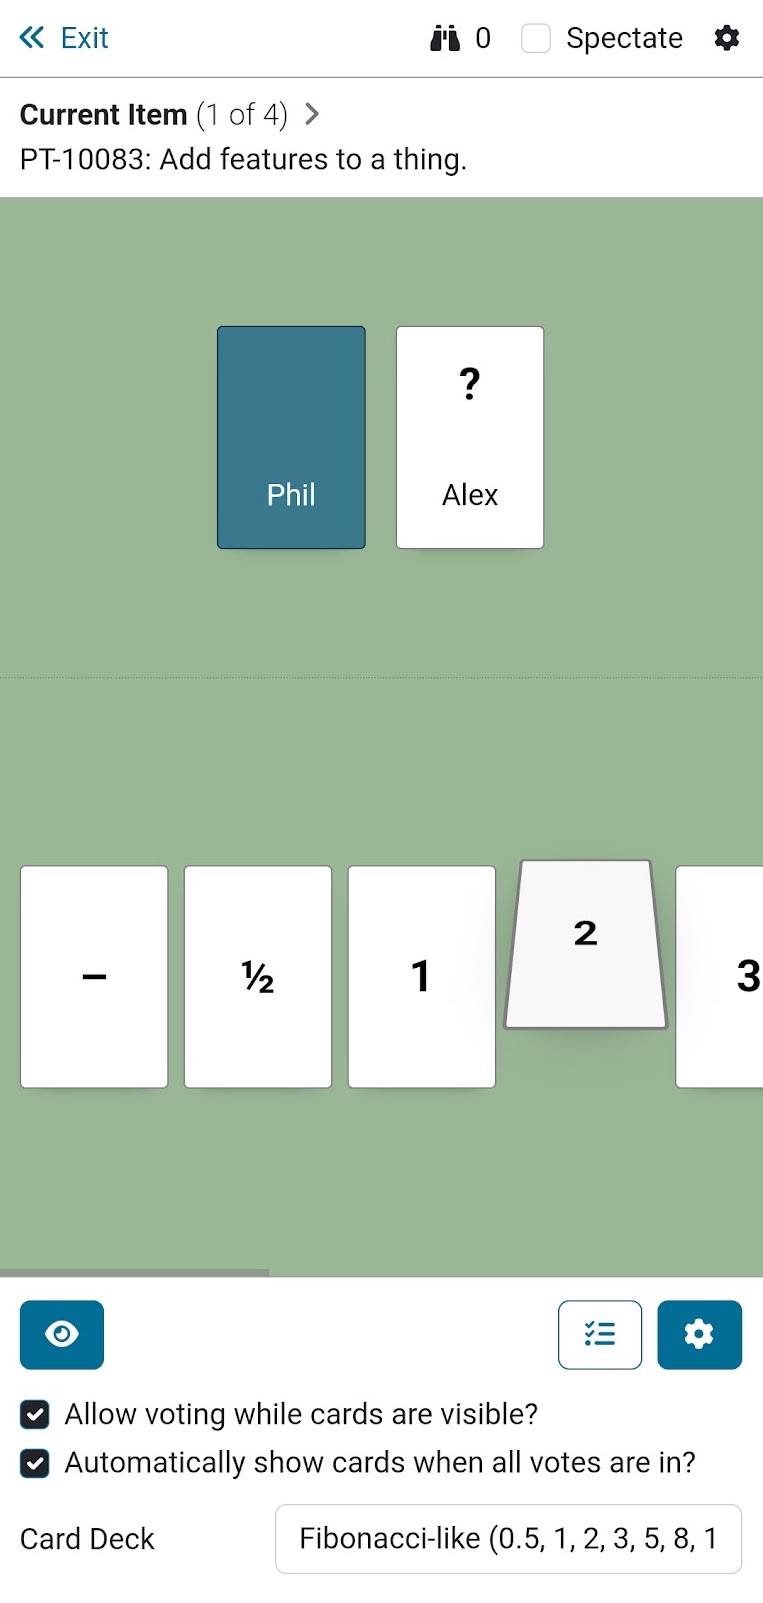 Exit 0 Spectate
Current Item (1 of 4)
PT-10083: Add features to a thing.
?
Phil Alex
– ½ 1 2 3
Allow voting while cards are visible?
Automatically show cards when all votes are in?
Card Deck Fibonacci-like (0.5, 1, 2, 3, 5, 8, 1